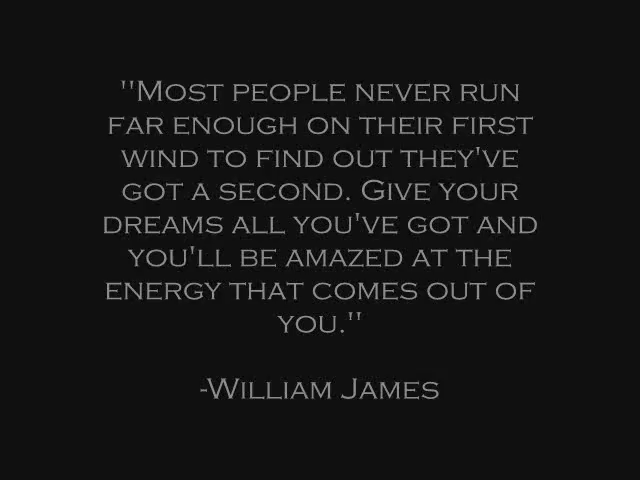 "Most people never run
far enough on their first
wind to find out they've
got a second. Give your
dreams all you've got and
you'll be amazed at the
energy that comes out of
you."
-William James